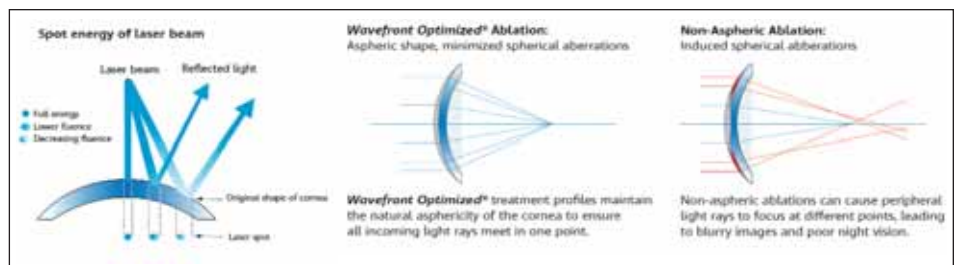 Spot energy of laser beam
Laser beam
Reflected light
Full energy
Lower fluence
Decreasing fluence
Original shape of cornea
Laser spot
Wavefront Optimized® Ablation:
Aspheric shape, minimized spherical aberrations
Wavefront Optimized® treatment profiles maintain
the natural asphericity of the cornea to ensure
all incoming light rays meet in one point.
Non-Aspheric Ablation:
Induced spherical abberations
Non-aspheric ablations can cause peripheral
light rays to focus at different points, leading
to blurry images and poor night vision.